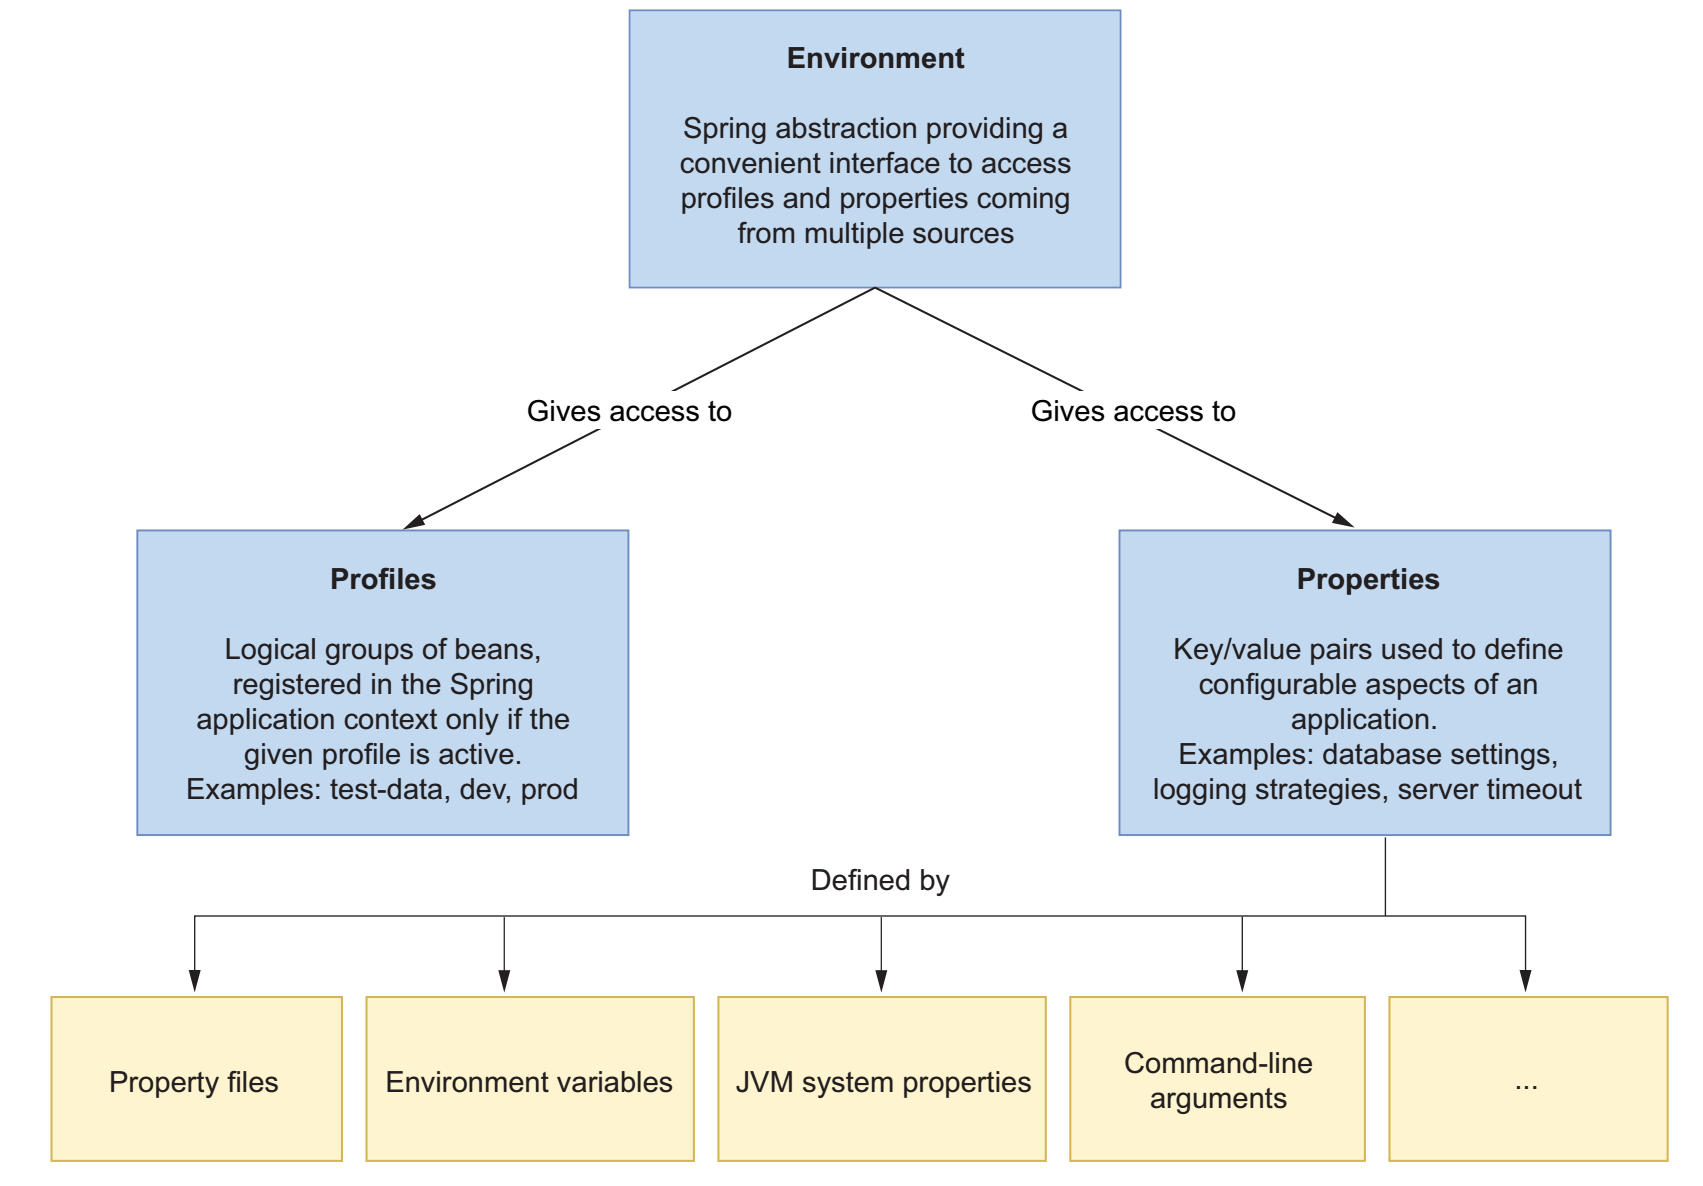 Environment
Spring abstraction providing a
convenient interface to access
profiles and properties coming
from multiple sources
Gives access to
Gives access to
Profiles
Logical groups of beans,
registered in the Spring
application context only if the
given profile is active.
Examples: test-data, dev, prod
Properties
Key/value pairs used to define
configurable aspects of an
application.
Examples: database settings,
logging strategies, server timeout
Defined by
Property files
Environment variables
JVM system properties
Command-line
arguments
...